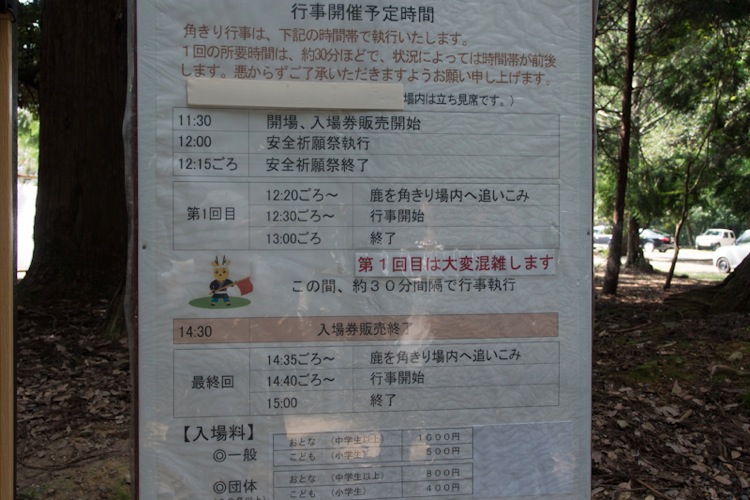 行事開催予定時間
角きり行事は、下記の時間帯で執行いたします。
1回の所要時間は、約30分ほどで、状況によっては時間帯が前後
します。悪からずご了承いただきますようお願い申し上げます。
場内は立ち見席です。)
11:30 開場、入場券販売開始
12:00 安全祈願祭執行
12:15ごろ 安全祈願祭終了
第1回目
12:20ごろ〜 鹿を角きり場内へ追いこみ
12:30ごろ〜 行事開始
13:00ごろ 終了
第1回目は大変混雑します
この間、約30分間隔で行事執行
14:30 入場券販売終了
最終回
14:35ごろ〜 鹿を角きり場内へ追いこみ
14:40ごろ〜 行事開始
15:00 終了
【入場料】
◎一般
おとな (中学生以上) 1000円
こども (小学生) 500円
◎団体
おとな (中学生以上) 800円
こども (小学生) 400円